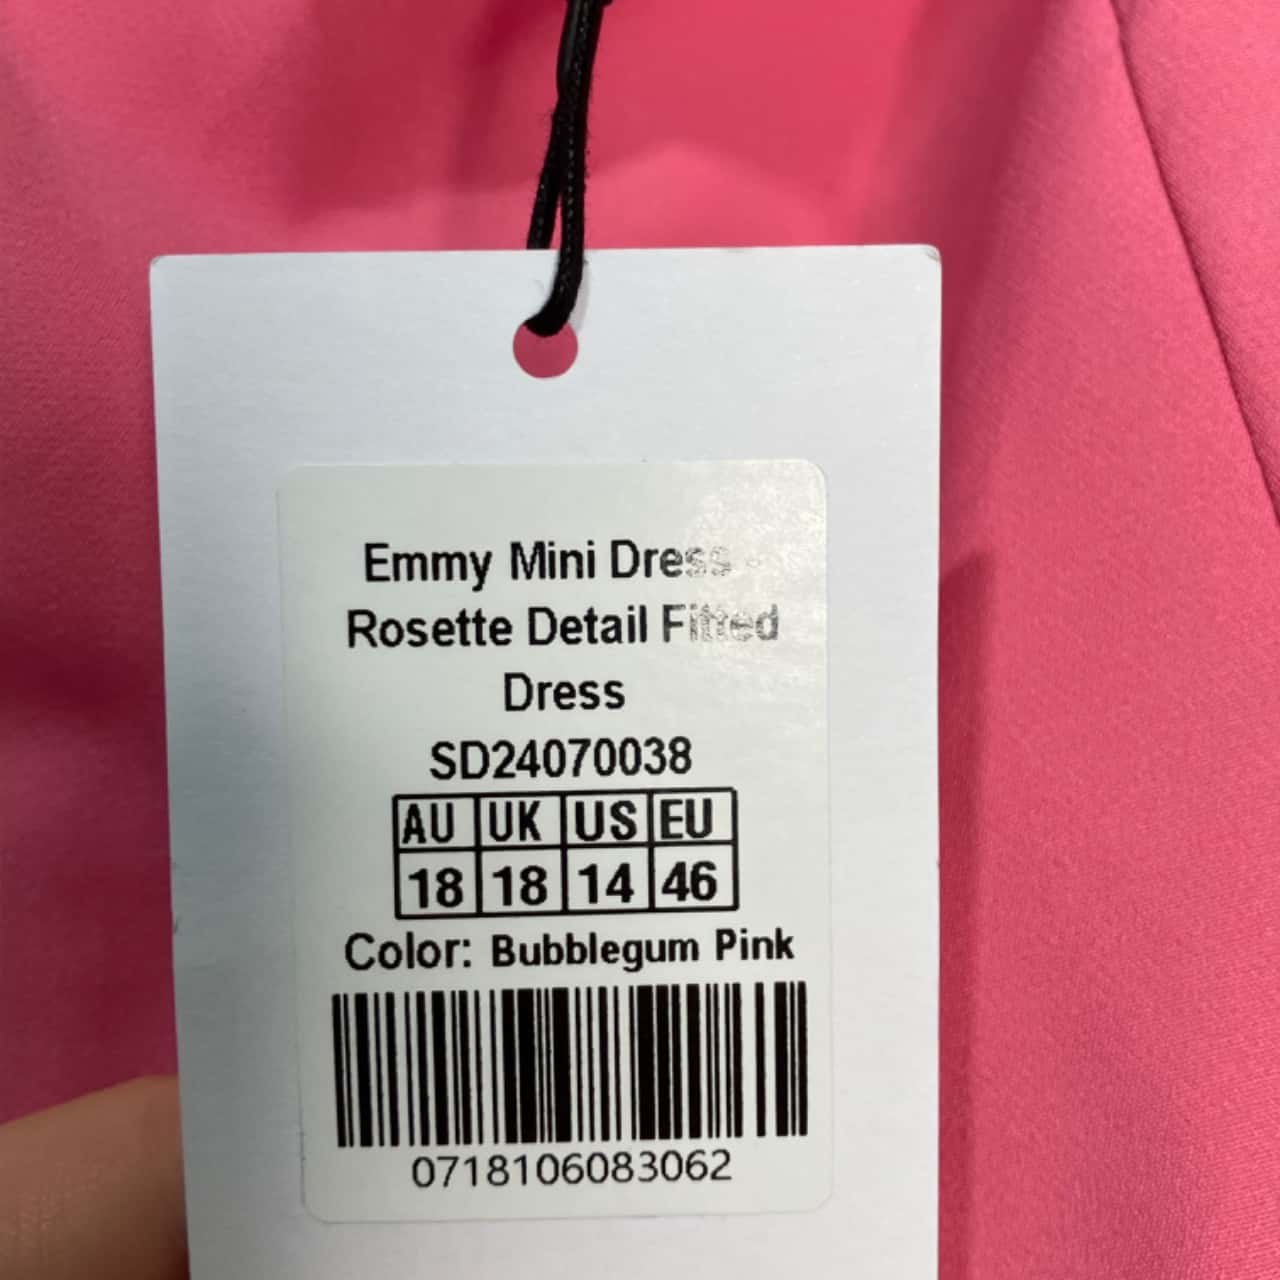 Emmy Mini Dress -
Rosette Detail Fitted
Dress
SD24070038
AU UK US EU
18 18 14 46
Color: Bubblegum Pink
0718106083062